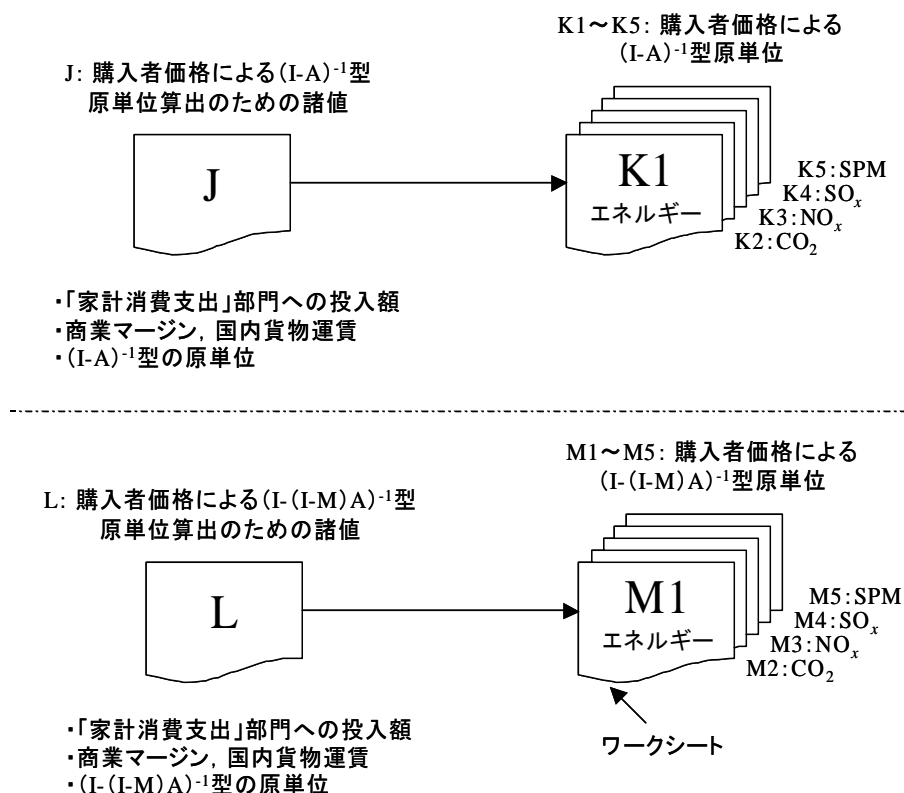 K1～K5: 購入者価格による
(I-A)⁻¹型原単位
J: 購入者価格による(I-A)⁻¹型
原単位算出のための諸値
J
K1
エネルギー
K5:SPM
K4:SOₓ
K3:NOₓ
K2:CO₂
・「家計消費支出」部門への投入額
・商業マージン, 国内貨物運賃
・(I-A)⁻¹型の原単位
M1～M5: 購入者価格による
(I-(I-M)A)⁻¹型原単位
L: 購入者価格による(I-(I-M)A)⁻¹型
原単位算出のための諸値
L
M1
エネルギー
M5:SPM
M4:SOₓ
M3:NOₓ
M2:CO₂
ワークシート
・「家計消費支出」部門への投入額
・商業マージン, 国内貨物運賃
・(I-(I-M)A)⁻¹型の原単位